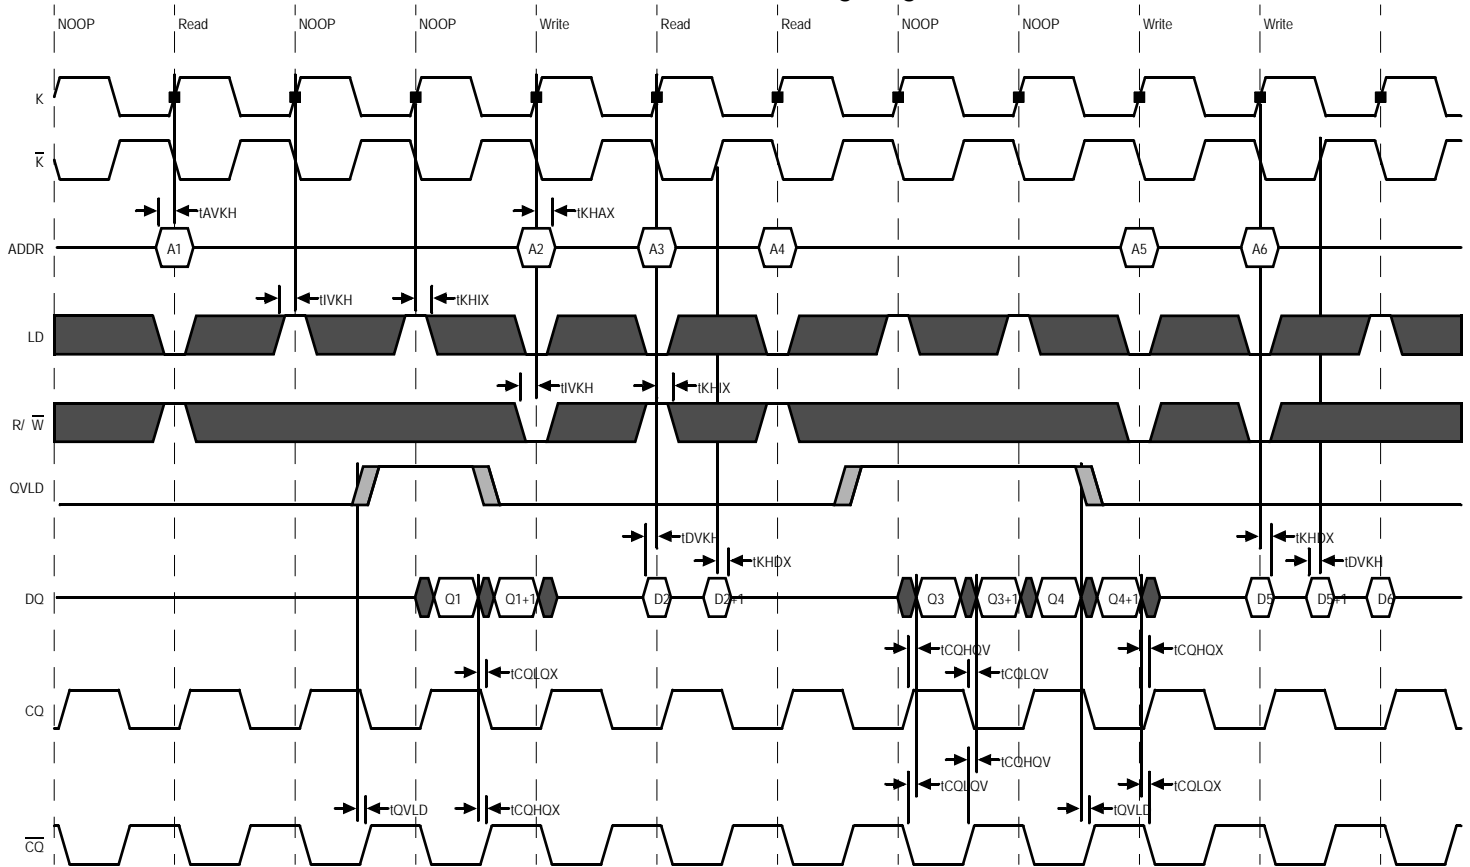 NOOP Read NOOP NOOP Write Read Read NOOP NOOP Write Write
K
K
tAVKH tKHAX
ADDR A1 A2 A3 A4 A5 A6
tIVKH tKHIX
LD
tIVKH tKHIX
R/ W
QVLD
tDVKH tKHDX
tKHDX tDVKH
DQ Q1 Q1+1 D2 D2+1 Q3 Q3+1 Q4 Q4+1 D5 D5+1 D6
tCQHQV tCQHQX
tCQLQX tCQLQV
CQ
tCQHQV
tCQLQV tCQLQX
tQVLD tCQHQX tQVLD
CQ